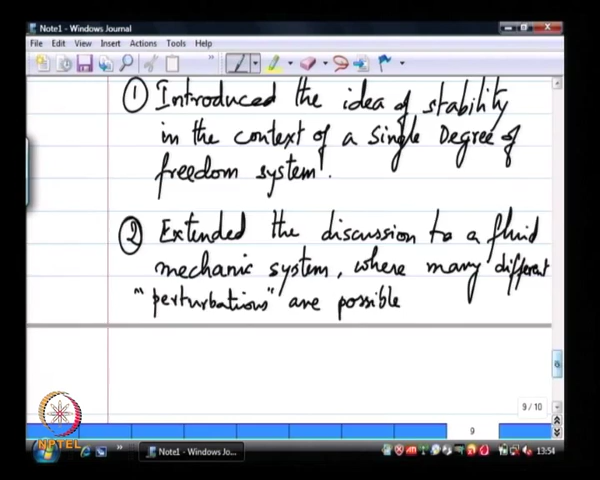 Note1 - Windows Journal
File Edit View Insert Actions Tools Help
① Introduced the idea of stability
in the context of a Single Degree of
freedom system.
② Extended the discussion to a fluid
mechanic system, where many different
"perturbations" are possible
9 / 10
9
NPTEL
Note1 - Windows Jo...
13:54